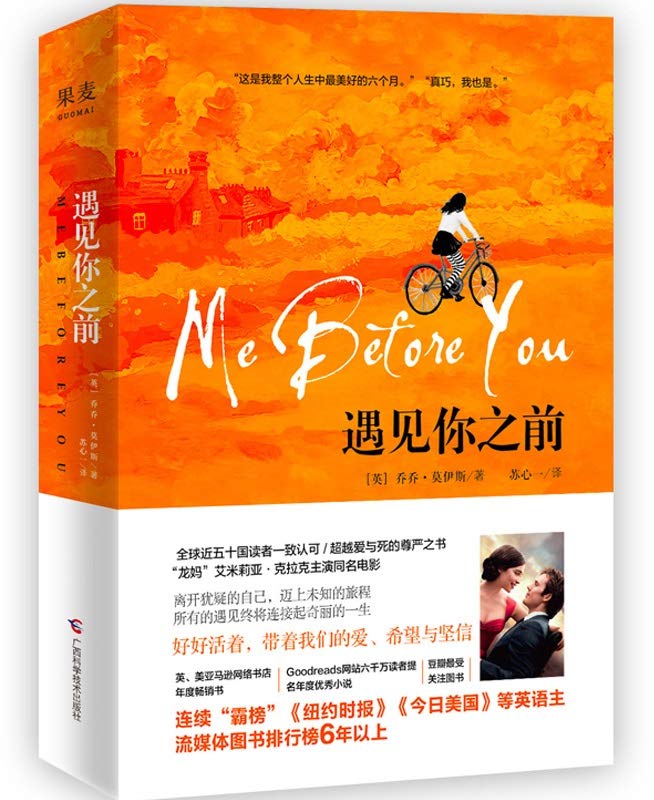 果麦
GUOMAI
遇见你之前
ME BEFORE YOU
[英] 乔乔·莫伊斯/著
苏心一/译
广西科学技术出版社
“这是我整个人生中最美好的六个月。”“真巧，我也是。”
Me Before You
遇见你之前
[英] 乔乔·莫伊斯/著 苏心一/译
全球近五十国读者一致认可/超越爱与死的尊严之书
“龙妈”艾米莉亚·克拉克主演同名电影
离开犹疑的自己，迈上未知的旅程
所有的遇见终将连接起奇丽的一生
好好活着，带着我们的爱、希望与坚信
英、美亚马逊网络书店
年度畅销书
Goodreads网站六千万读者提
名年度优秀小说
豆瓣最受
关注图书
连续“霸榜”《纽约时报》《今日美国》等英语主
流媒体图书排行榜6年以上